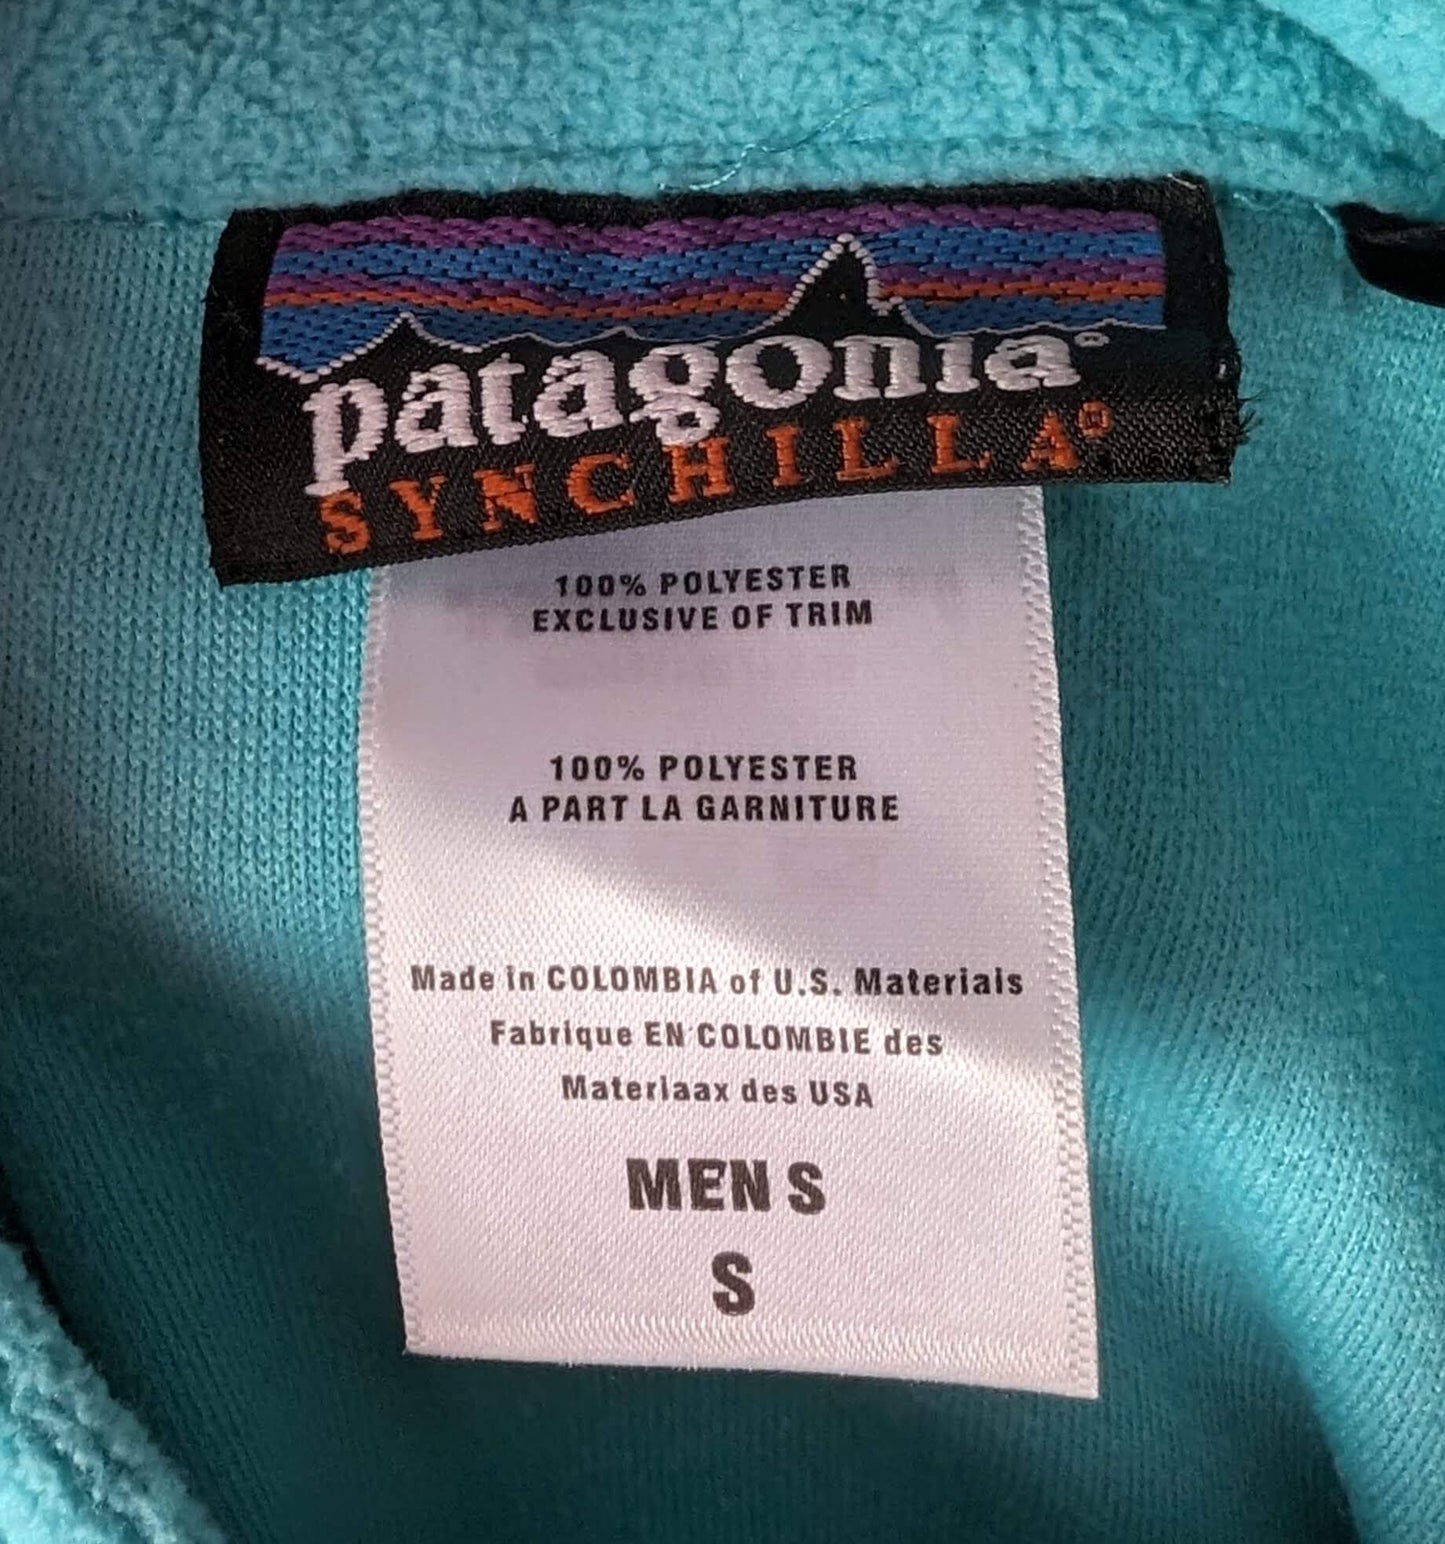 patagonia®
SYNCHILLA®
100% POLYESTER
EXCLUSIVE OF TRIM
100% POLYESTER
A PART LA GARNITURE
Made in COLOMBIA of U.S. Materials
Fabrique EN COLOMBIE des
Materiaax des USA
MEN S
S